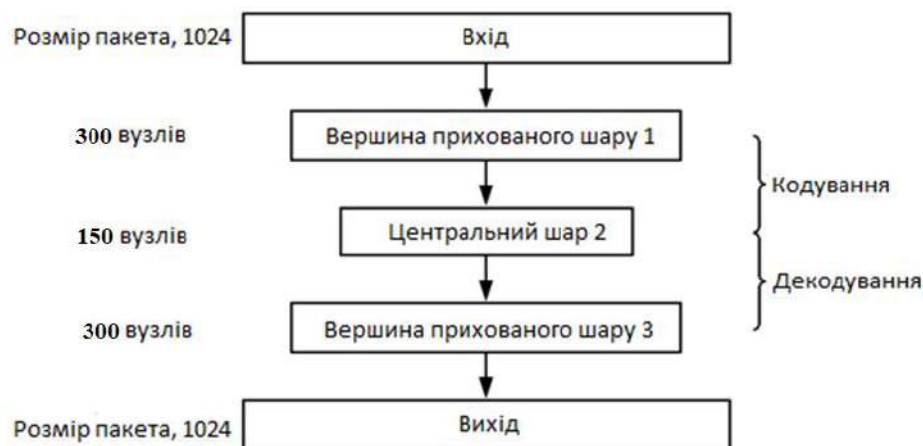 Розмір пакета, 1024
Вхід
300 вузлів
Вершина прихованого шару 1
Кодування
150 вузлів
Центральний шар 2
Декодування
300 вузлів
Вершина прихованого шару 3
Розмір пакета, 1024
Вихід